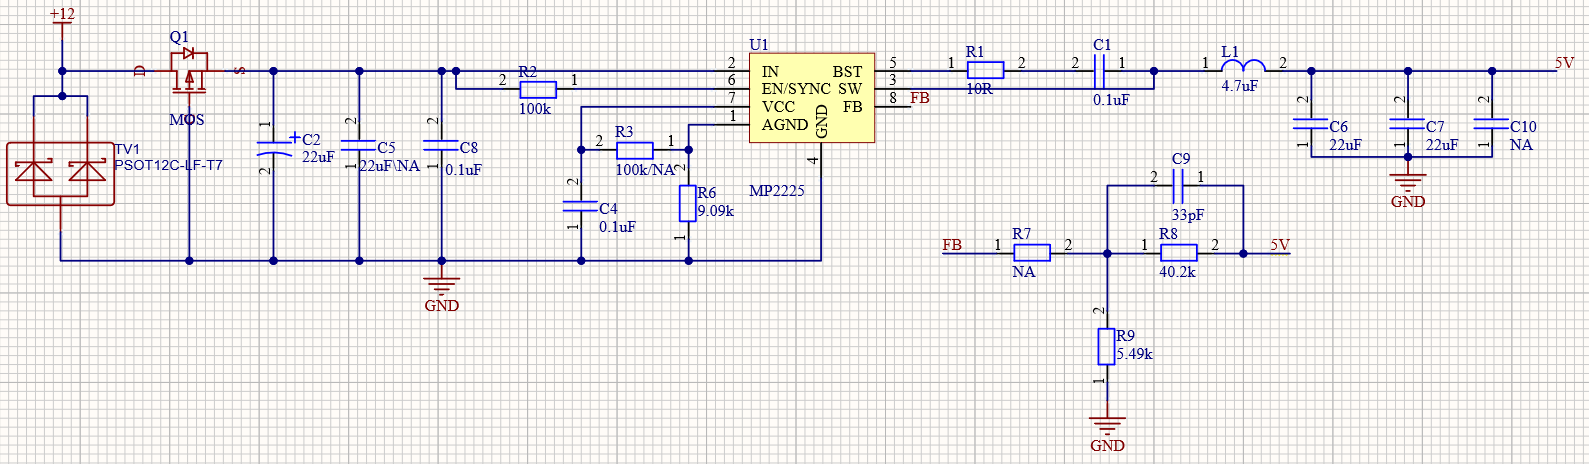 +12
Q1
D
S
MOS
TV1
PSOT12C-LF-T7
1
C2
22uF
2
2
C5
22uF\NA
1
2
C8
0.1uF
1
GND
2
R2
1
100k
2
R3
1
100k/NA
2
C4
0.1uF
1
2
R6
9.09k
1
U1
2
6
7
1
IN
EN/SYNC
VCC
AGND
BST
SW
FB
GND
5
3
8
4
MP2225
FB
1
R1
2
10R
2
C1
1
0.1uF
1
L1
2
4.7uF
5V
2
C6
22uF
1
2
C7
22uF
1
2
C10
NA
1
GND
C9
2
1
33pF
FB
1
R7
2
NA
1
R8
2
40.2k
5V
2
R9
5.49k
1
GND